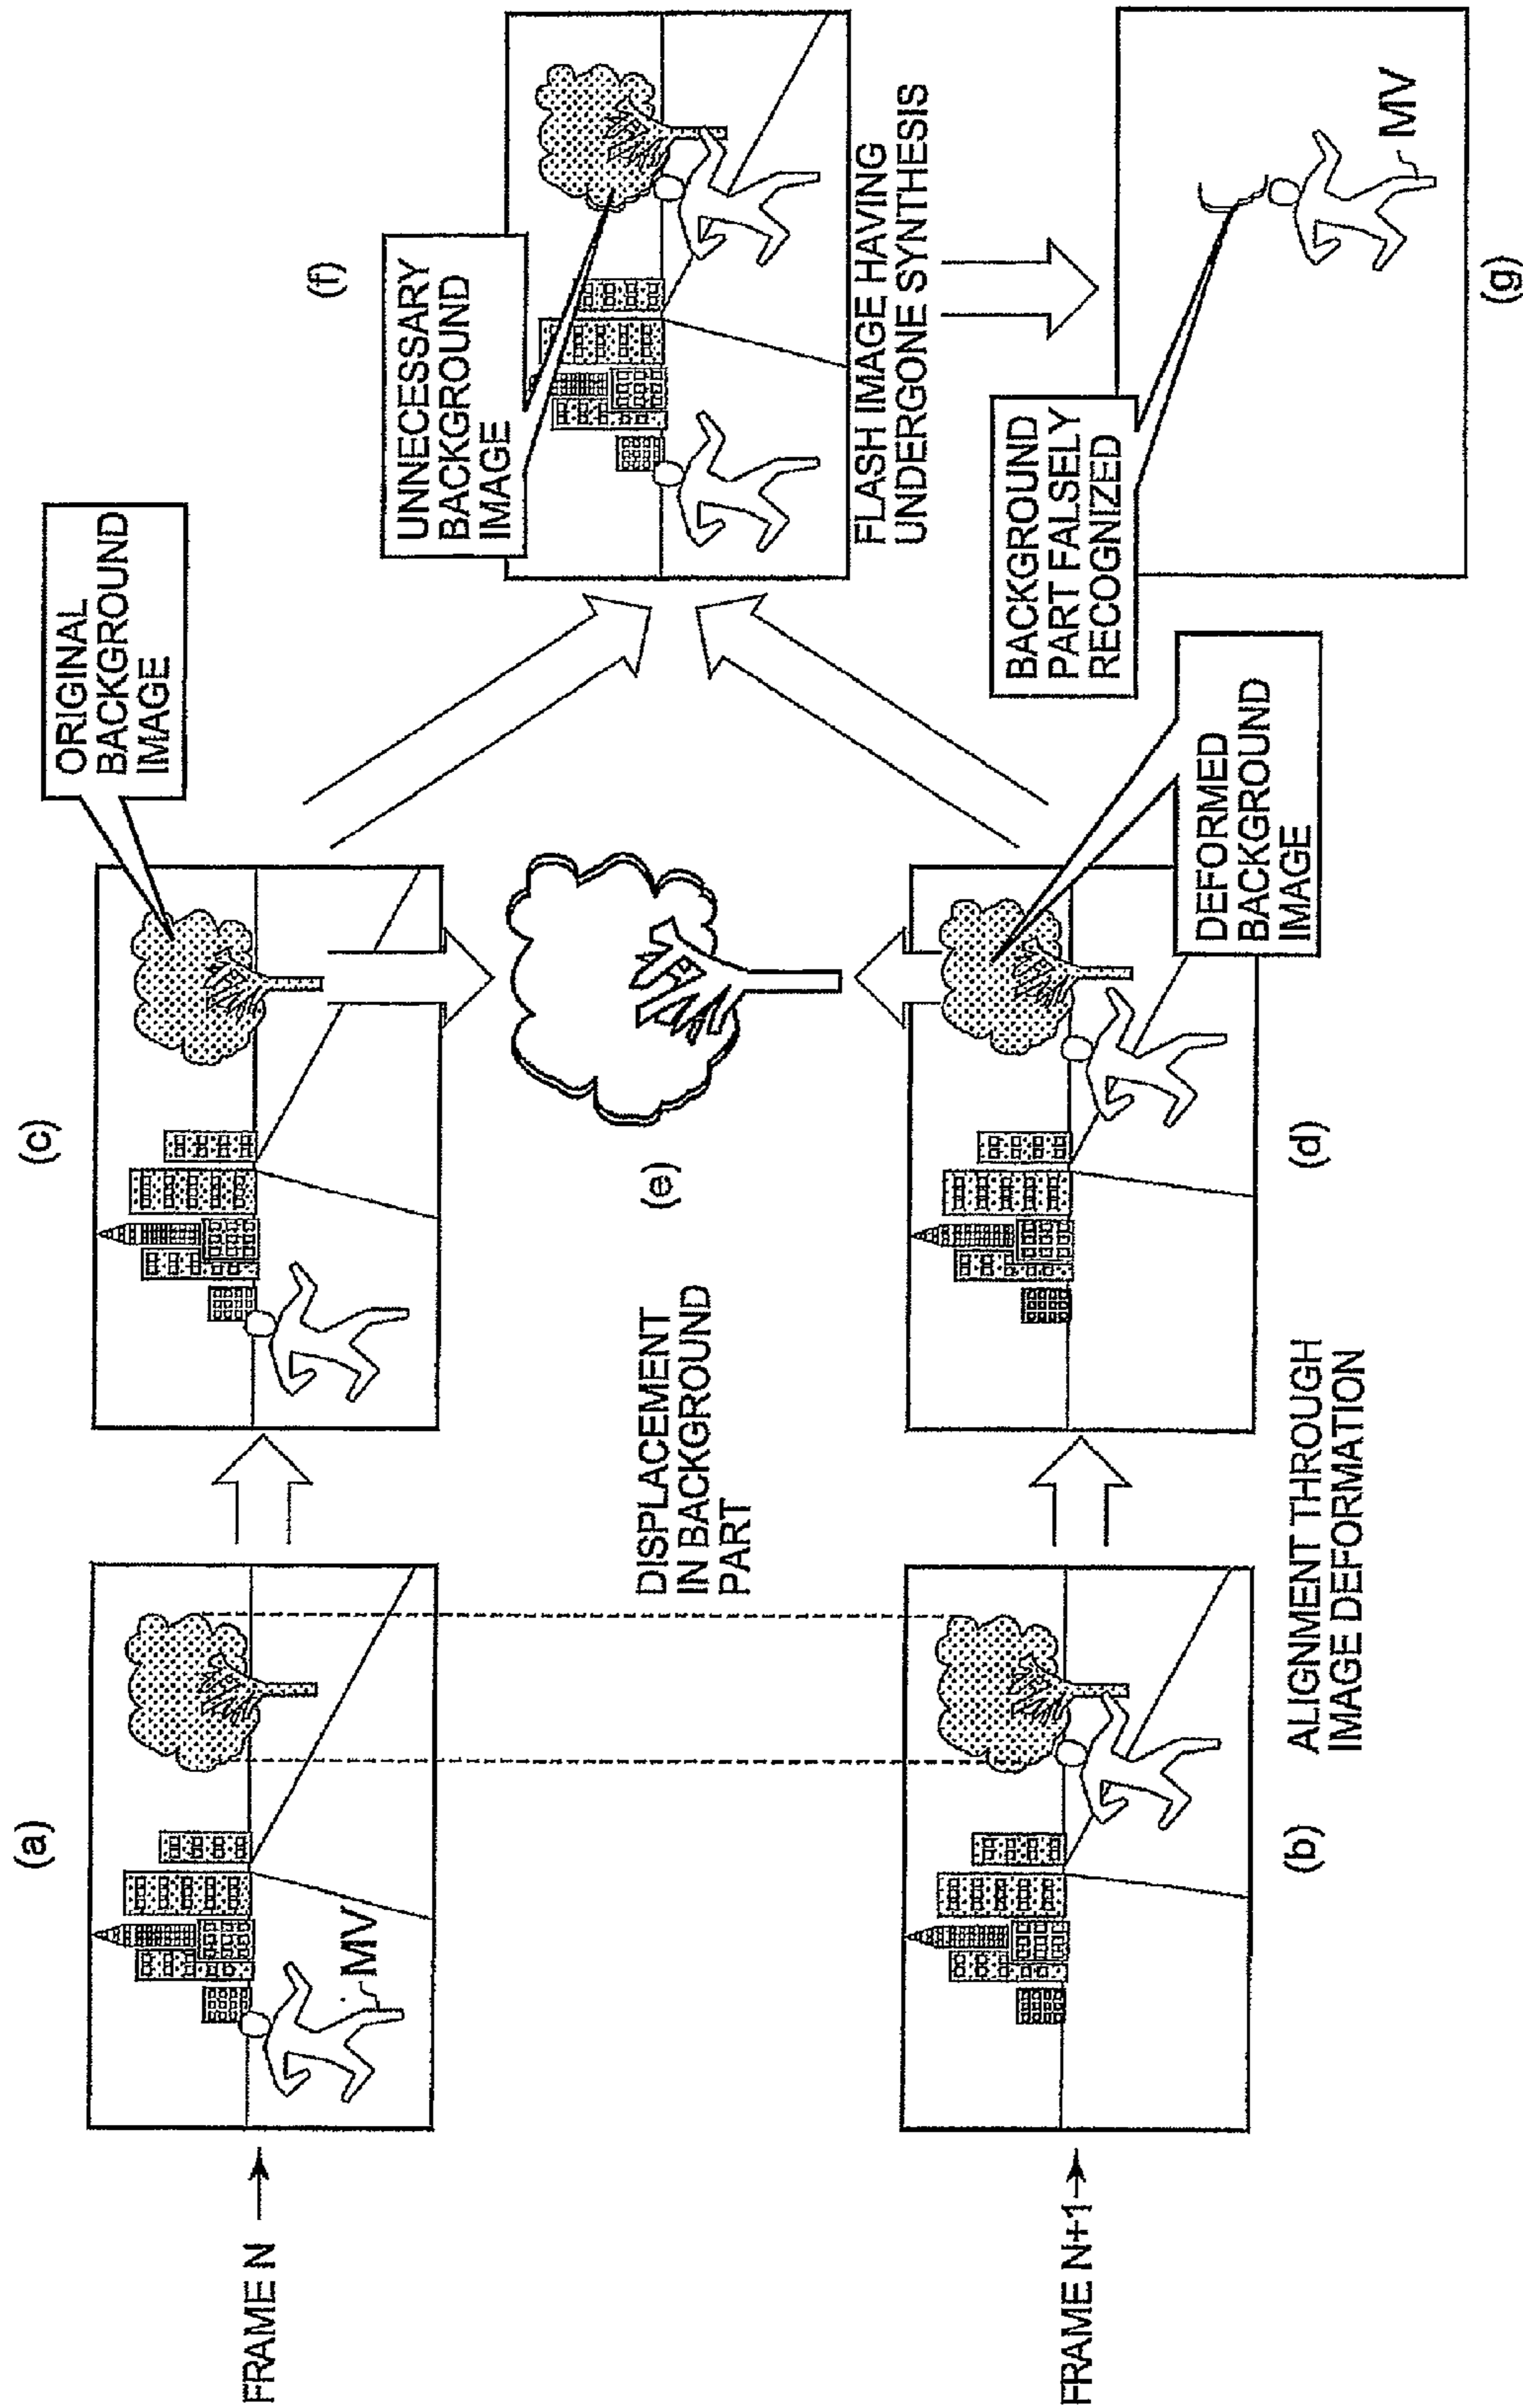 (a)
(c)
ORIGINAL
BACKGROUND
IMAGE
(f)
UNNECESSARY
BACKGROUND
IMAGE
FRAME N
MV
DISPLACEMENT
IN BACKGROUND
PART
(e)
FLASH IMAGE HAVING
UNDERGONE SYNTHESIS
FRAME N+1
(b)
ALIGNMENT THROUGH
IMAGE DEFORMATION
(d)
DEFORMED
BACKGROUND
IMAGE
BACKGROUND
PART FALSELY
RECOGNIZED
MV
(g)